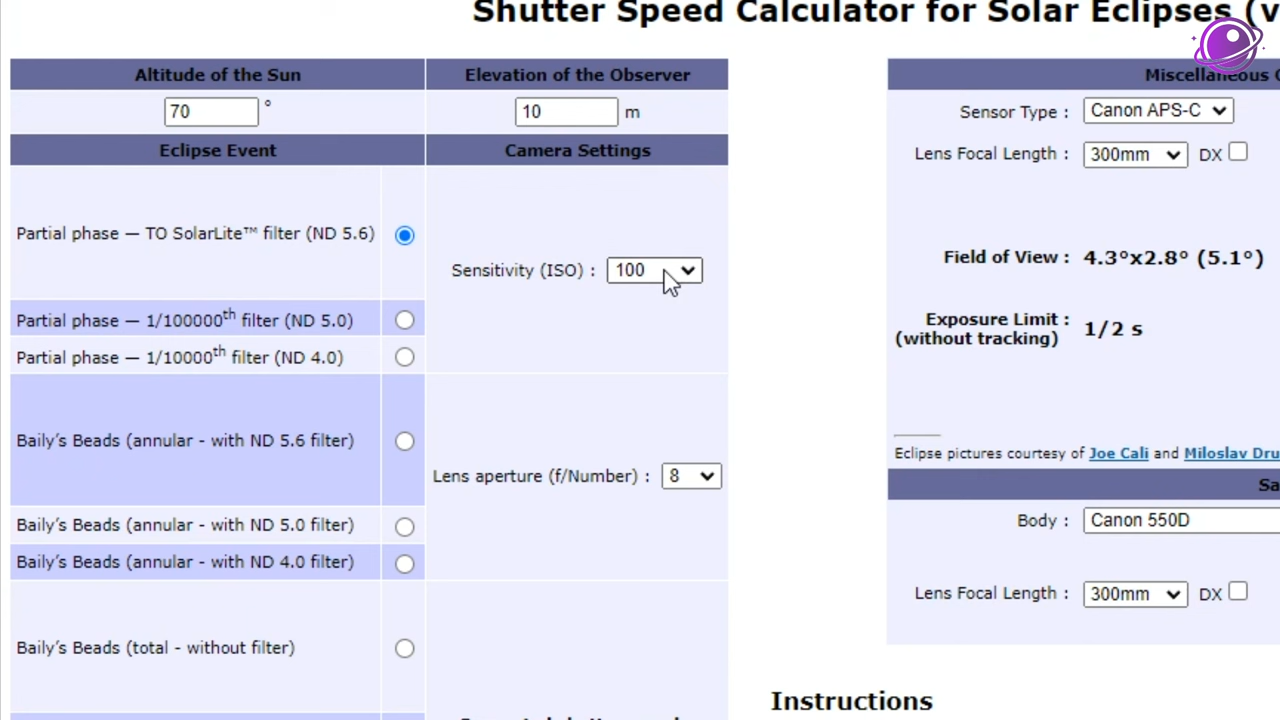 Shutter Speed Calculator for Solar Eclipses (v
Altitude of the Sun
Elevation of the Observer
70 °
10 m
Eclipse Event
Camera Settings
Partial phase — TO SolarLite™ filter (ND 5.6)
Sensitivity (ISO) : 100
Partial phase — 1/100000th filter (ND 5.0)
Partial phase — 1/10000th filter (ND 4.0)
Baily’s Beads (annular - with ND 5.6 filter)
Lens aperture (f/Number) : 8
Baily’s Beads (annular - with ND 5.0 filter)
Baily’s Beads (annular - with ND 4.0 filter)
Baily’s Beads (total - without filter)
Miscellaneous
Sensor Type : Canon APS-C
Lens Focal Length : 300mm DX
Field of View : 4.3°x2.8° (5.1°)
Exposure Limit :
(without tracking) 1/2 s
Eclipse pictures courtesy of Joe Cali and Miloslav Dru
Sa
Body : Canon 550D
Lens Focal Length : 300mm DX
Instructions